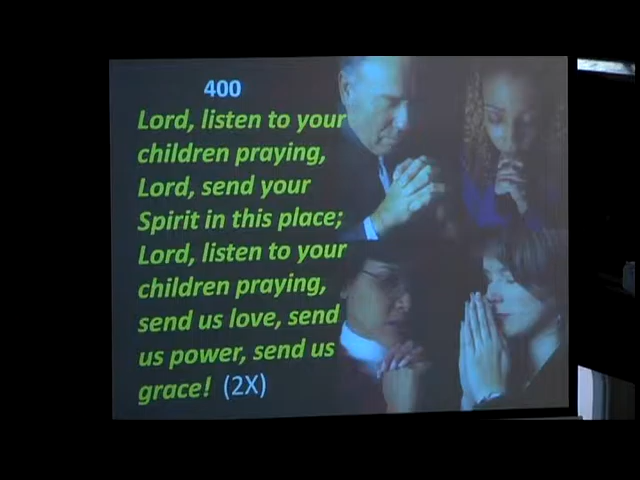 400
Lord, listen to your
children praying,
Lord, send your
Spirit in this place;
Lord, listen to your
children praying,
send us love, send
us power, send us
grace! (2X)